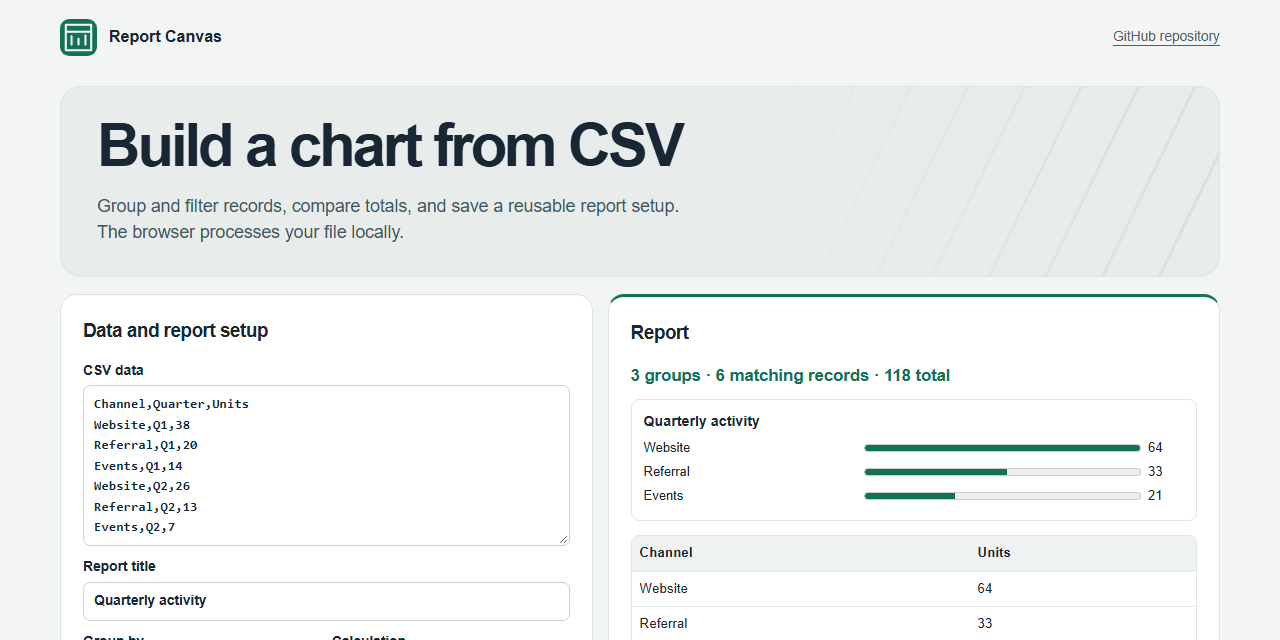 Report Canvas
GitHub repository
Build a chart from CSV
Group and filter records, compare totals, and save a reusable report setup.
The browser processes your file locally.
Data and report setup
CSV data
Channel,Quarter,Units
Website,Q1,38
Referral,Q1,20
Events,Q1,14
Website,Q2,26
Referral,Q2,13
Events,Q2,7
Report title
Quarterly activity
Group by
Calculation
Report
3 groups · 6 matching records · 118 total
Quarterly activity
Website 64
Referral 33
Events 21
Channel Units
Website 64
Referral 33